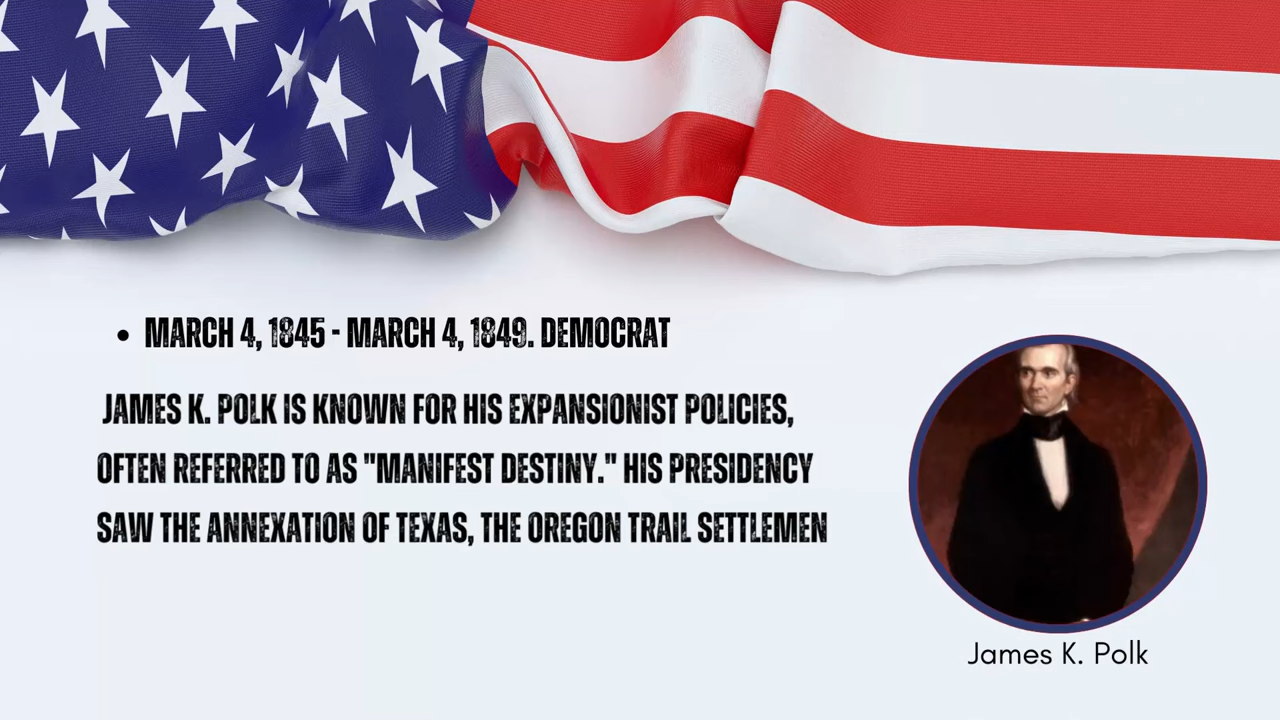 • MARCH 4, 1845 - MARCH 4, 1849. DEMOCRAT
JAMES K. POLK IS KNOWN FOR HIS EXPANSIONIST POLICIES,
OFTEN REFERRED TO AS "MANIFEST DESTINY." HIS PRESIDENCY
SAW THE ANNEXATION OF TEXAS, THE OREGON TRAIL SETTLEMEN
James K. Polk